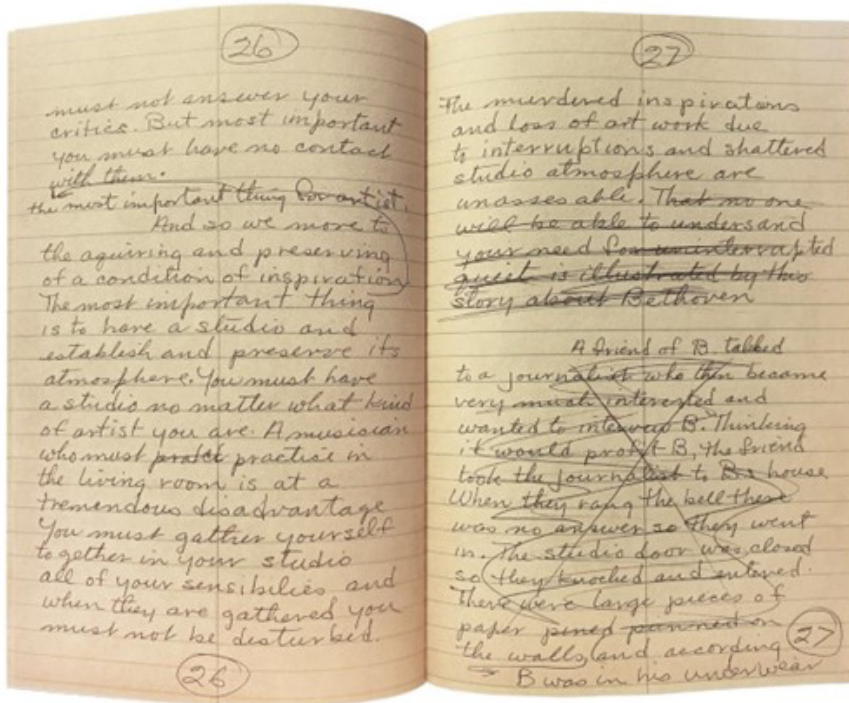 26
must not answer your
critics. But most important
you must have no contact
with them.
the most important thing for artist.
And so we more to
the aquiring and preserving
of a condition of inspiration
The most important thing
is to have a studio and
establish and preserve its
atmosphere. You must have
a studio no matter what kind
of artist you are. A musician
who must practice in
the living room is at a
tremendous disadvantage
You must gather yourself
together in your studio
all of your sensibilies and
when they are gathered you
must not be disturbed.
26
27
The murdered inspirations
and loss of art work due
to interruptions and shattered
studio atmosphere are
unassesable. That no one
will be able to undersand
your need for uninterrupted
queet is illustrated by this
story about Bethoven
A friend of B. talked
to a journalist who then became
very much interested and
wanted to interview B. Thinking
it would profit B, the friend
took the journalist to B.s house
When they rang the bell there
was no answer so they went
in. The studio door was closed
so they knocked and entered.
There were large pieces of
paper pined punned on
the walls, and according
B was in his underwear
27